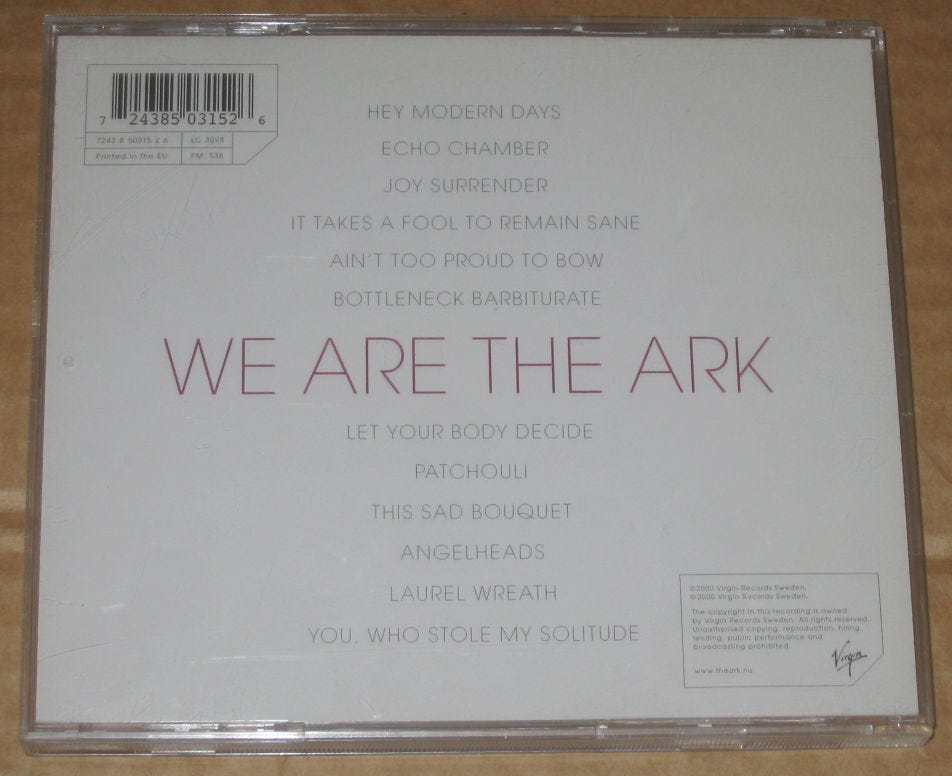 7 24385 03152 6
7243 8 50315 2 6 LC 3098
Printed in the EU PM: 538
HEY MODERN DAYS
ECHO CHAMBER
JOY SURRENDER
IT TAKES A FOOL TO REMAIN SANE
AIN'T TOO PROUD TO BOW
BOTTLENECK BARBITURATE
WE ARE THE ARK
LET YOUR BODY DECIDE
PATCHOULI
THIS SAD BOUQUET
ANGELHEADS
LAUREL WREATH
YOU, WHO STOLE MY SOLITUDE
℗2000 Virgin Records Sweden.
©2000 Virgin Records Sweden.
The copyright in this recording is owned
by Virgin Records Sweden. All rights reserved.
Unauthorised copying, reproduction, hiring,
lending, public performance and
broadcasting prohibited.
Virgin
www.theark.nu